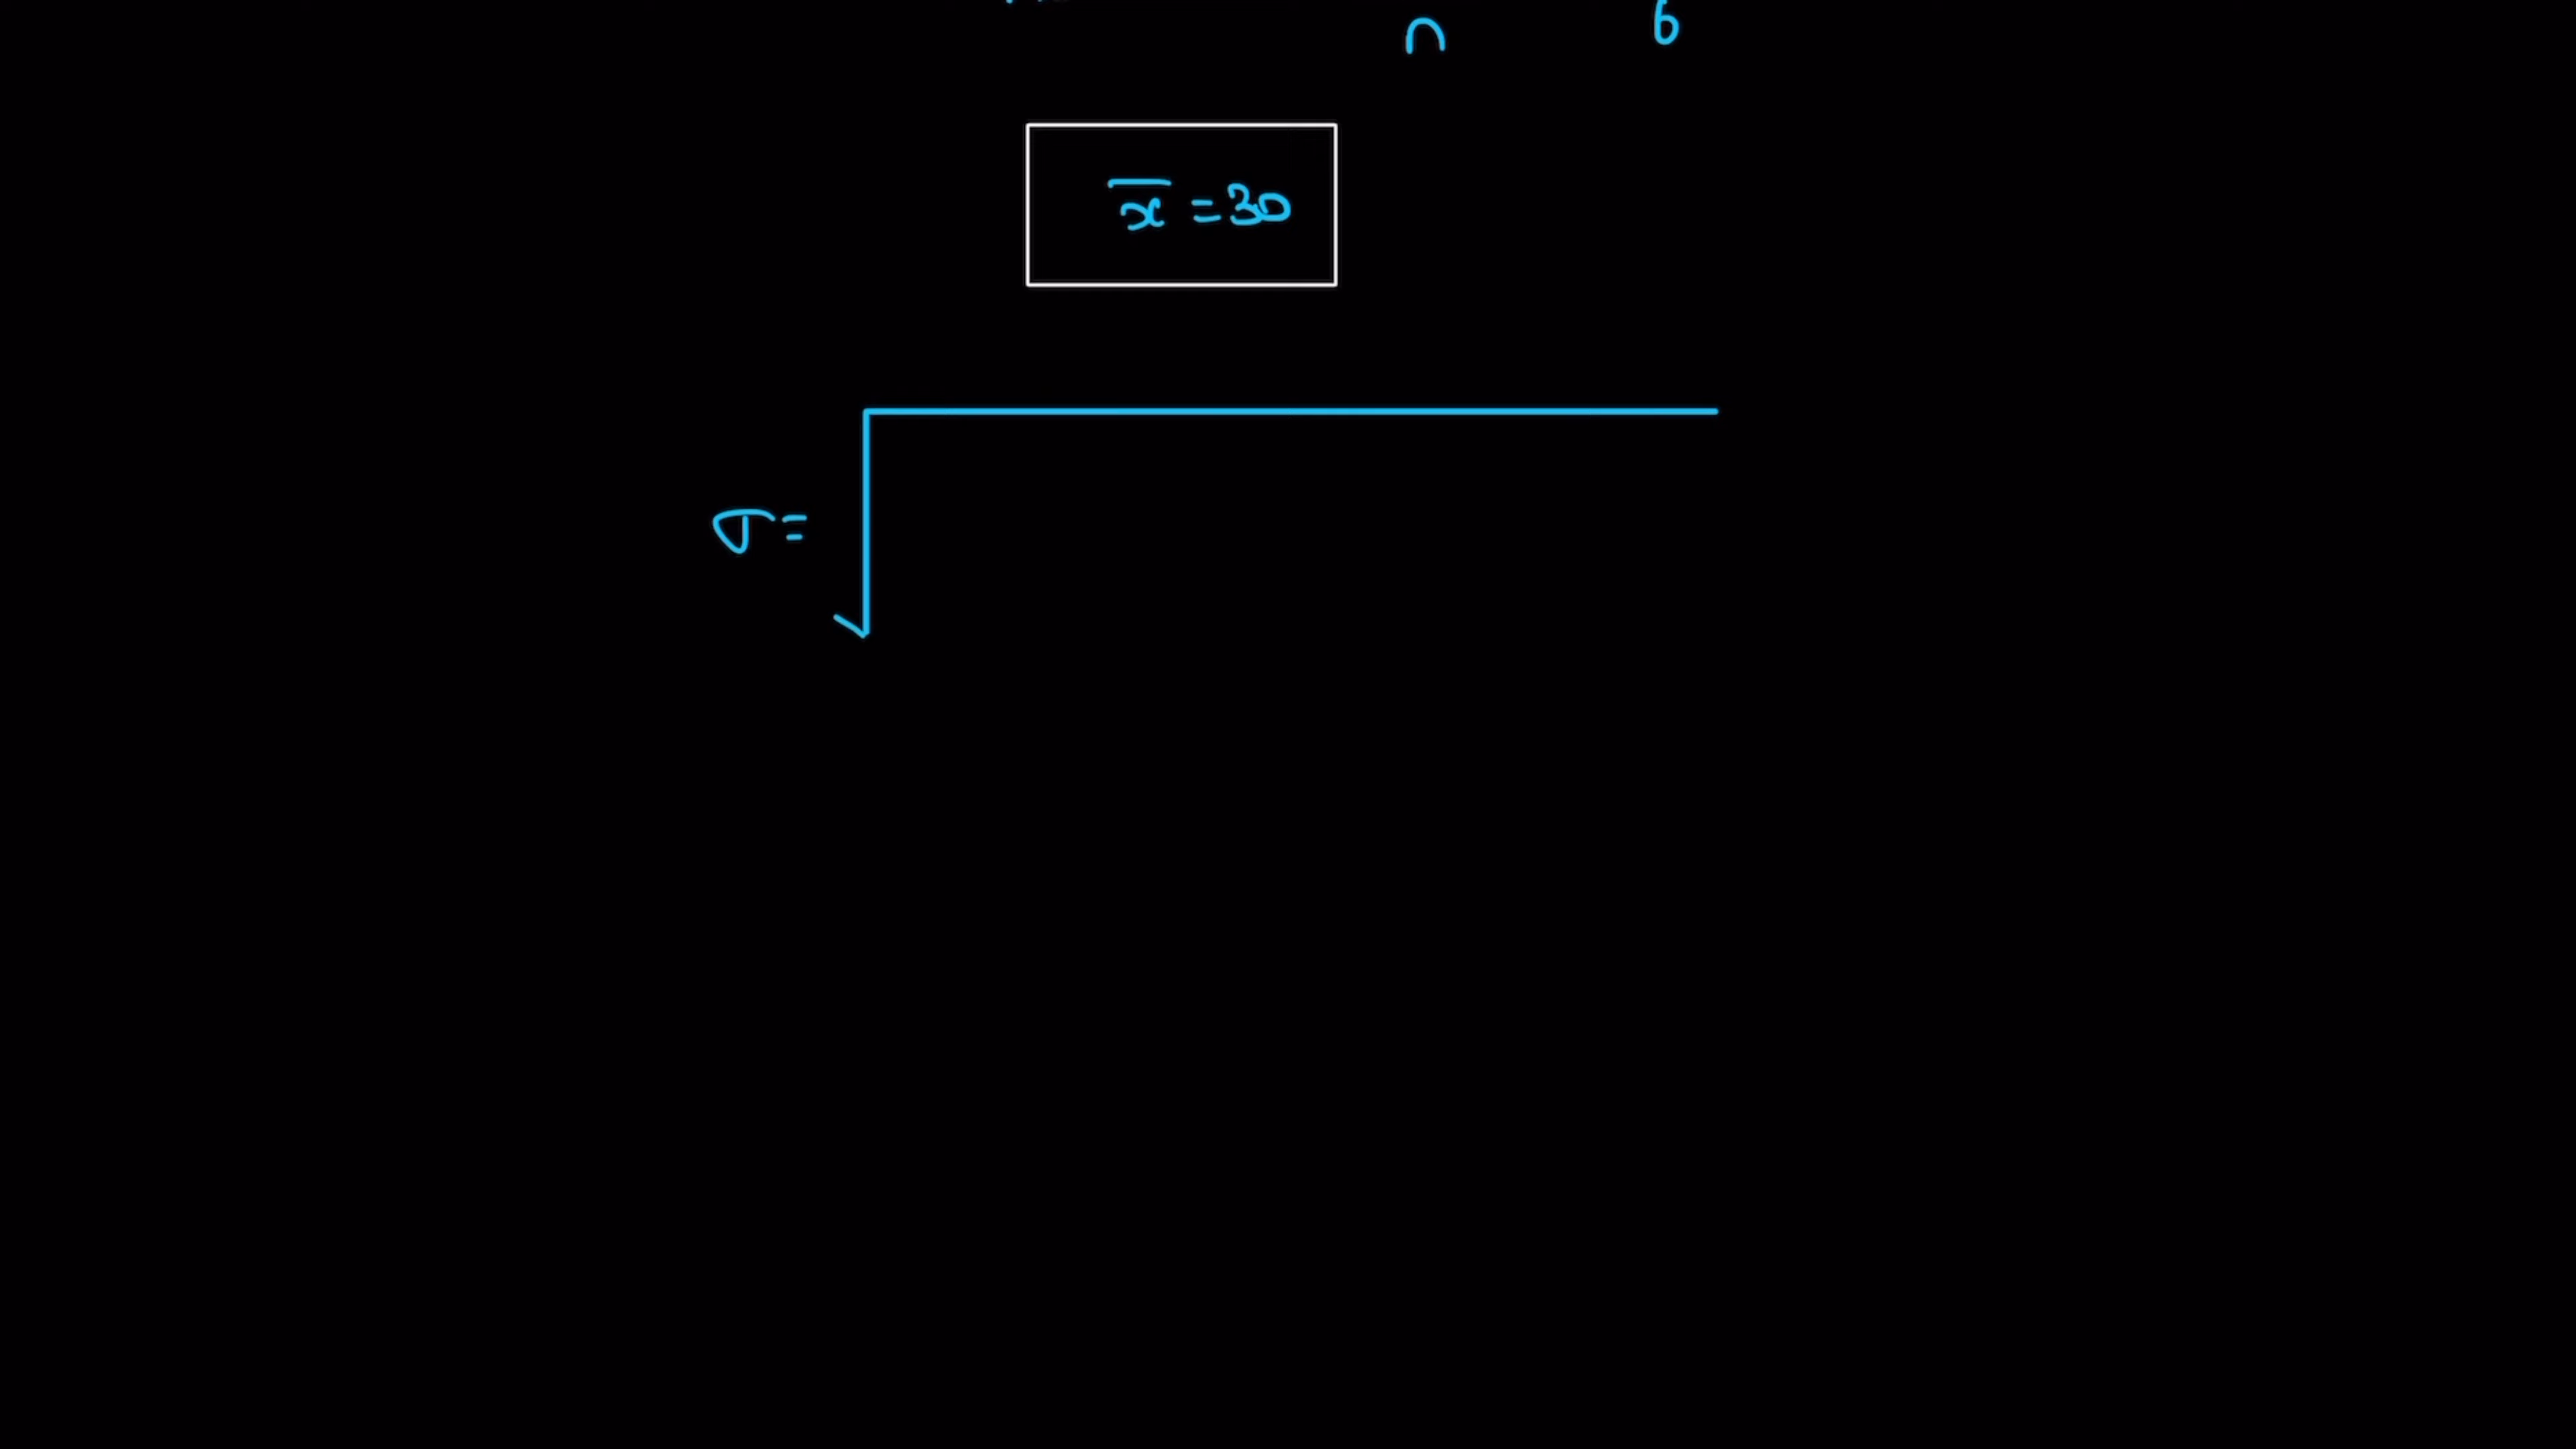 n 6
x̄ = 30
σ = √